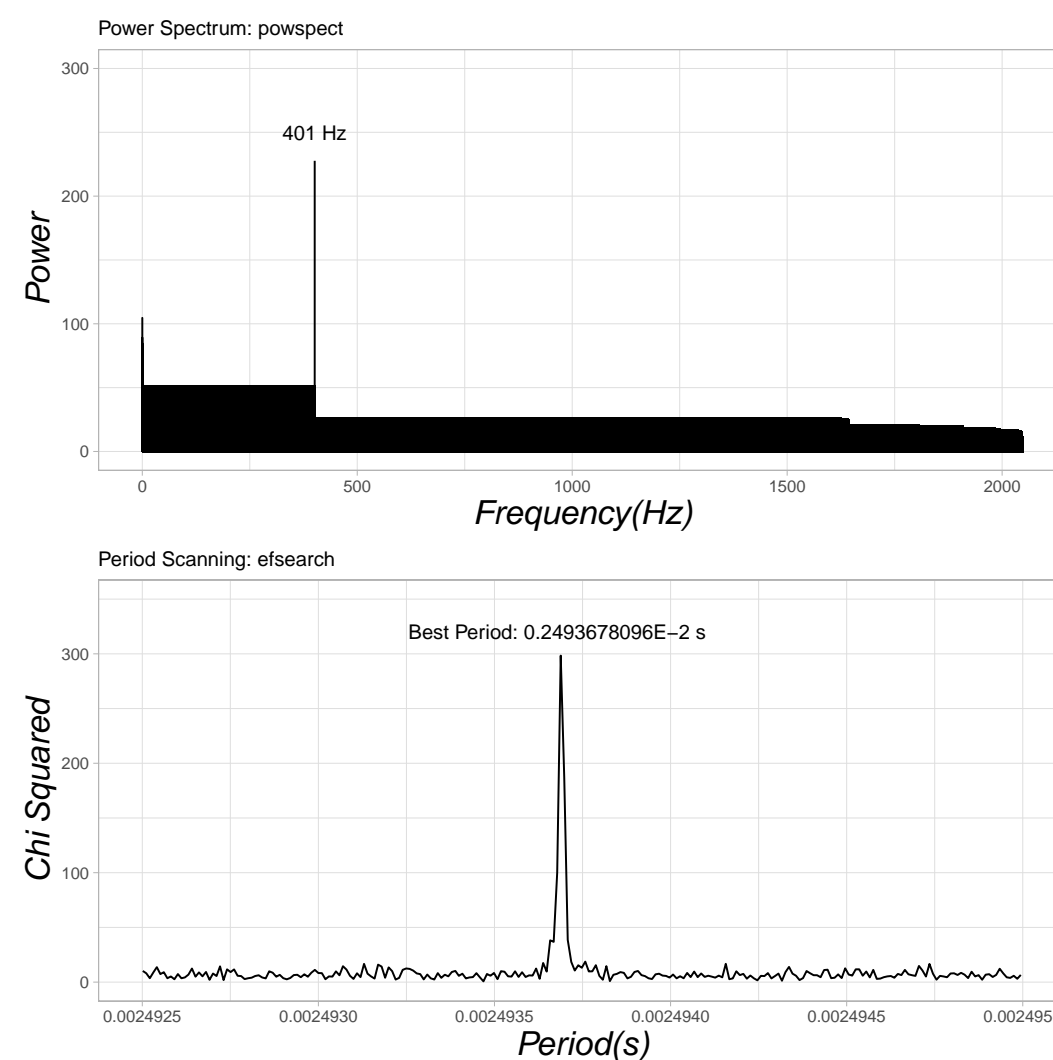 Power Spectrum: powspect
300
401 Hz
200
Power
100
0
0 500 1000 1500 2000
Frequency(Hz)
Period Scanning: efsearch
Best Period: 0.2493678096E−2 s
300
Chi Squared
200
100
0
0.0024925 0.0024930 0.0024935 0.0024940 0.0024945 0.002495
Period(s)